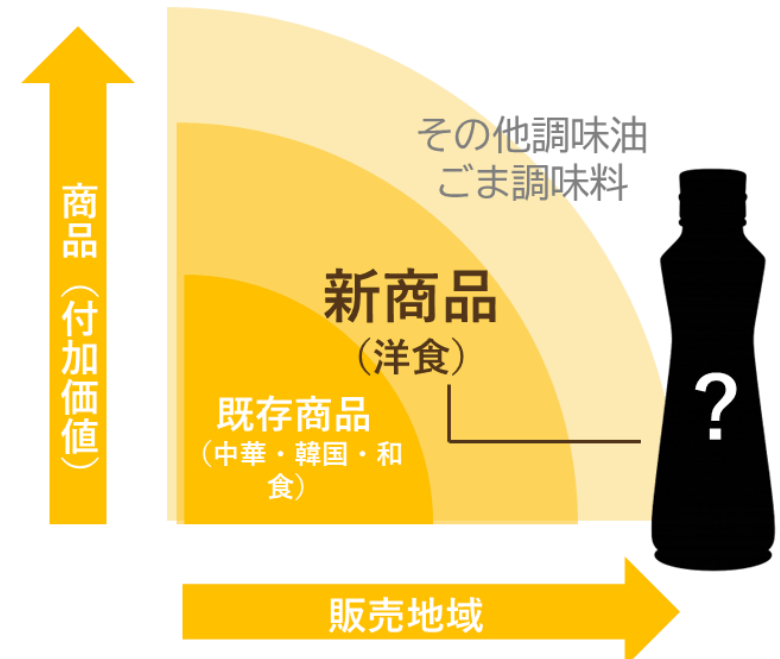 その他調味油
ごま調味料
商品（付加価値）
新商品
（洋食）
既存商品
（中華・韓国・和
食）
?
販売地域